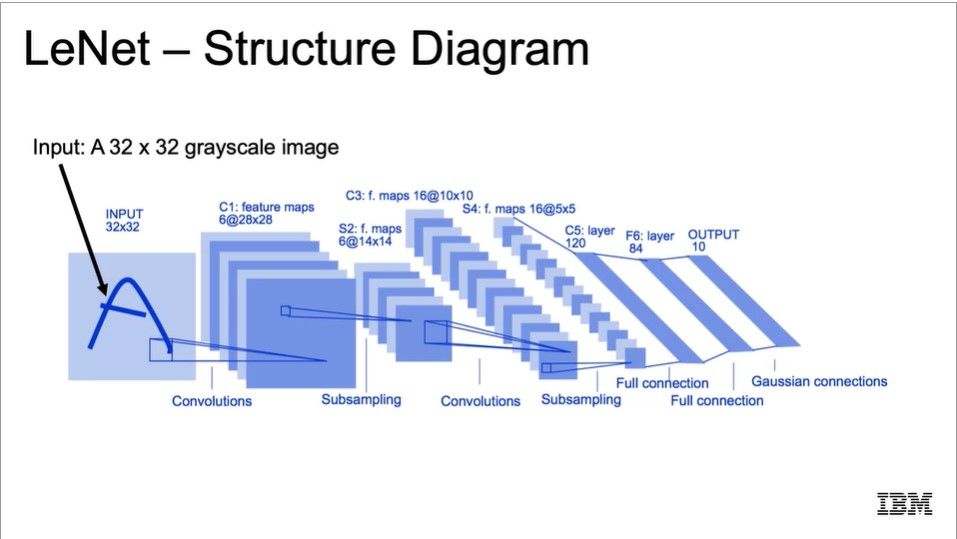 LeNet – Structure Diagram
Input: A 32 x 32 grayscale image
INPUT
32x32
C1: feature maps
6@28x28
S2: f. maps
6@14x14
C3: f. maps 16@10x10
S4: f. maps 16@5x5
C5: layer
120
F6: layer
84
OUTPUT
10
Convolutions
Subsampling
Convolutions
Subsampling
Full connection
Full connection
Gaussian connections
IBM